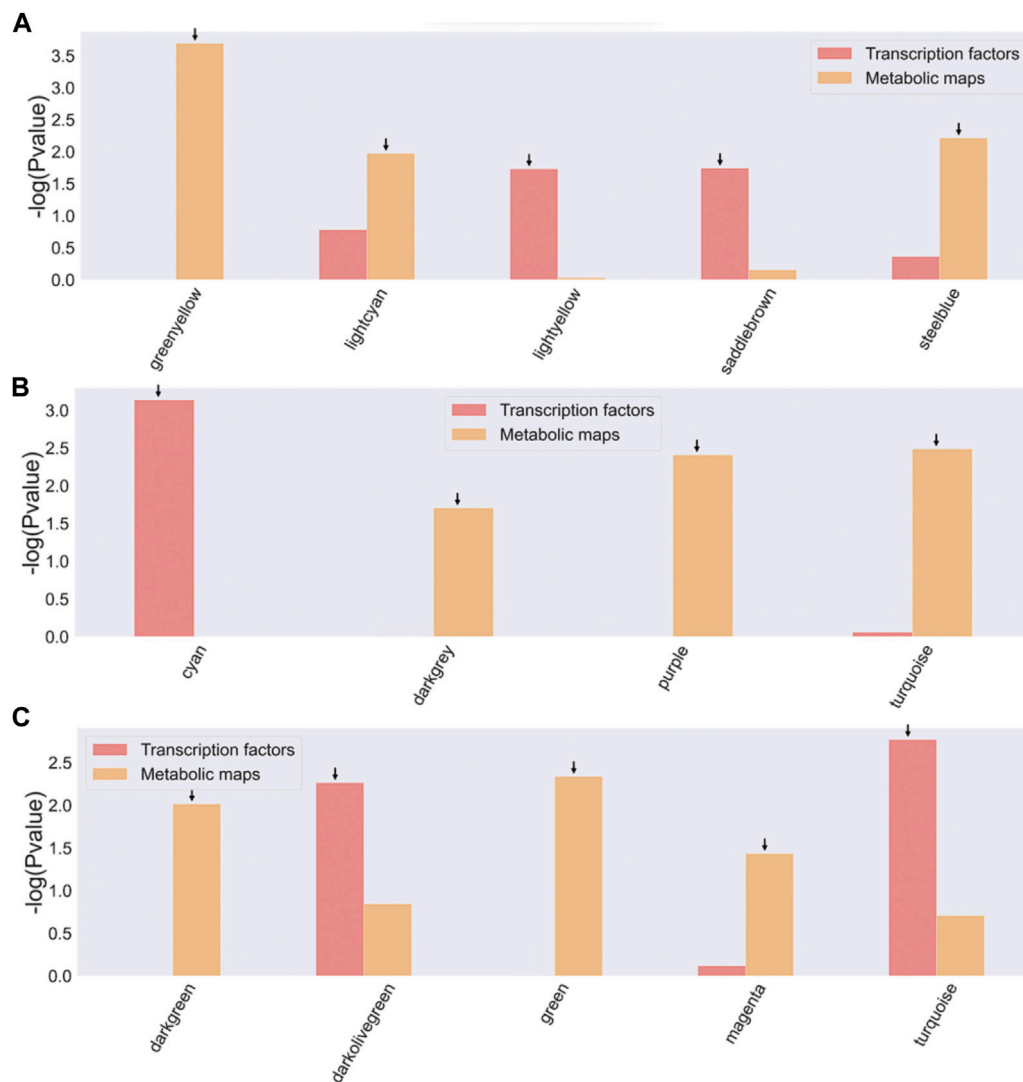 A
-log(Pvalue)
3.5
3.0
2.5
2.0
1.5
1.0
0.5
0.0
Transcription factors
Metabolic maps
greenyellow
lightcyan
lightyellow
saddlebrown
steelblue
B
-log(Pvalue)
3.0
2.5
2.0
1.5
1.0
0.5
0.0
Transcription factors
Metabolic maps
cyan
darkgrey
purple
turquoise
C
-log(Pvalue)
2.5
2.0
1.5
1.0
0.5
0.0
Transcription factors
Metabolic maps
darkgreen
darkolivegreen
green
magenta
turquoise